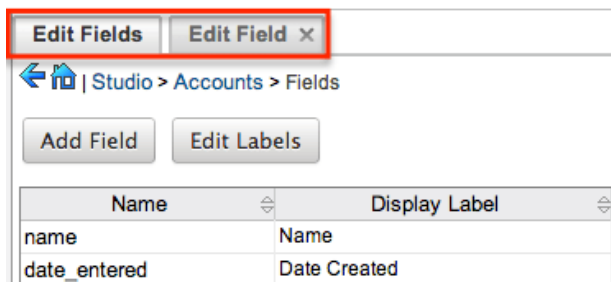 Edit Fields Edit Field ×
| Studio > Accounts > Fields
Add Field Edit Labels
Name Display Label
name Name
date_entered Date Created